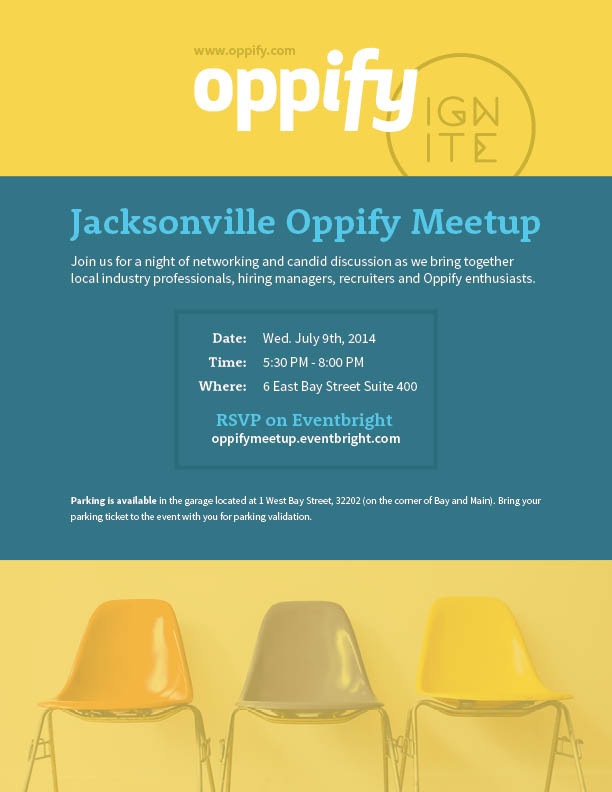 www.oppify.com
oppify
IGN
ITE
Jacksonville Oppify Meetup
Join us for a night of networking and candid discussion as we bring together
local industry professionals, hiring managers, recruiters and Oppify enthusiasts.
Date: Wed. July 9th, 2014
Time: 5:30 PM - 8:00 PM
Where: 6 East Bay Street Suite 400
RSVP on Eventbright
oppifymeetup.eventbright.com
Parking is available in the garage located at 1 West Bay Street, 32202 (on the corner of Bay and Main). Bring your
parking ticket to the event with you for parking validation.